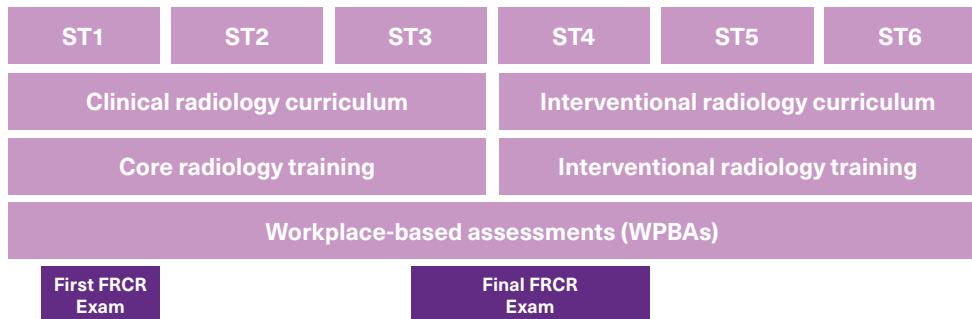 ST1 ST2 ST3 ST4 ST5 ST6
Clinical radiology curriculum Interventional radiology curriculum
Core radiology training Interventional radiology training
Workplace-based assessments (WPBAs)
First FRCR Final FRCR
Exam Exam